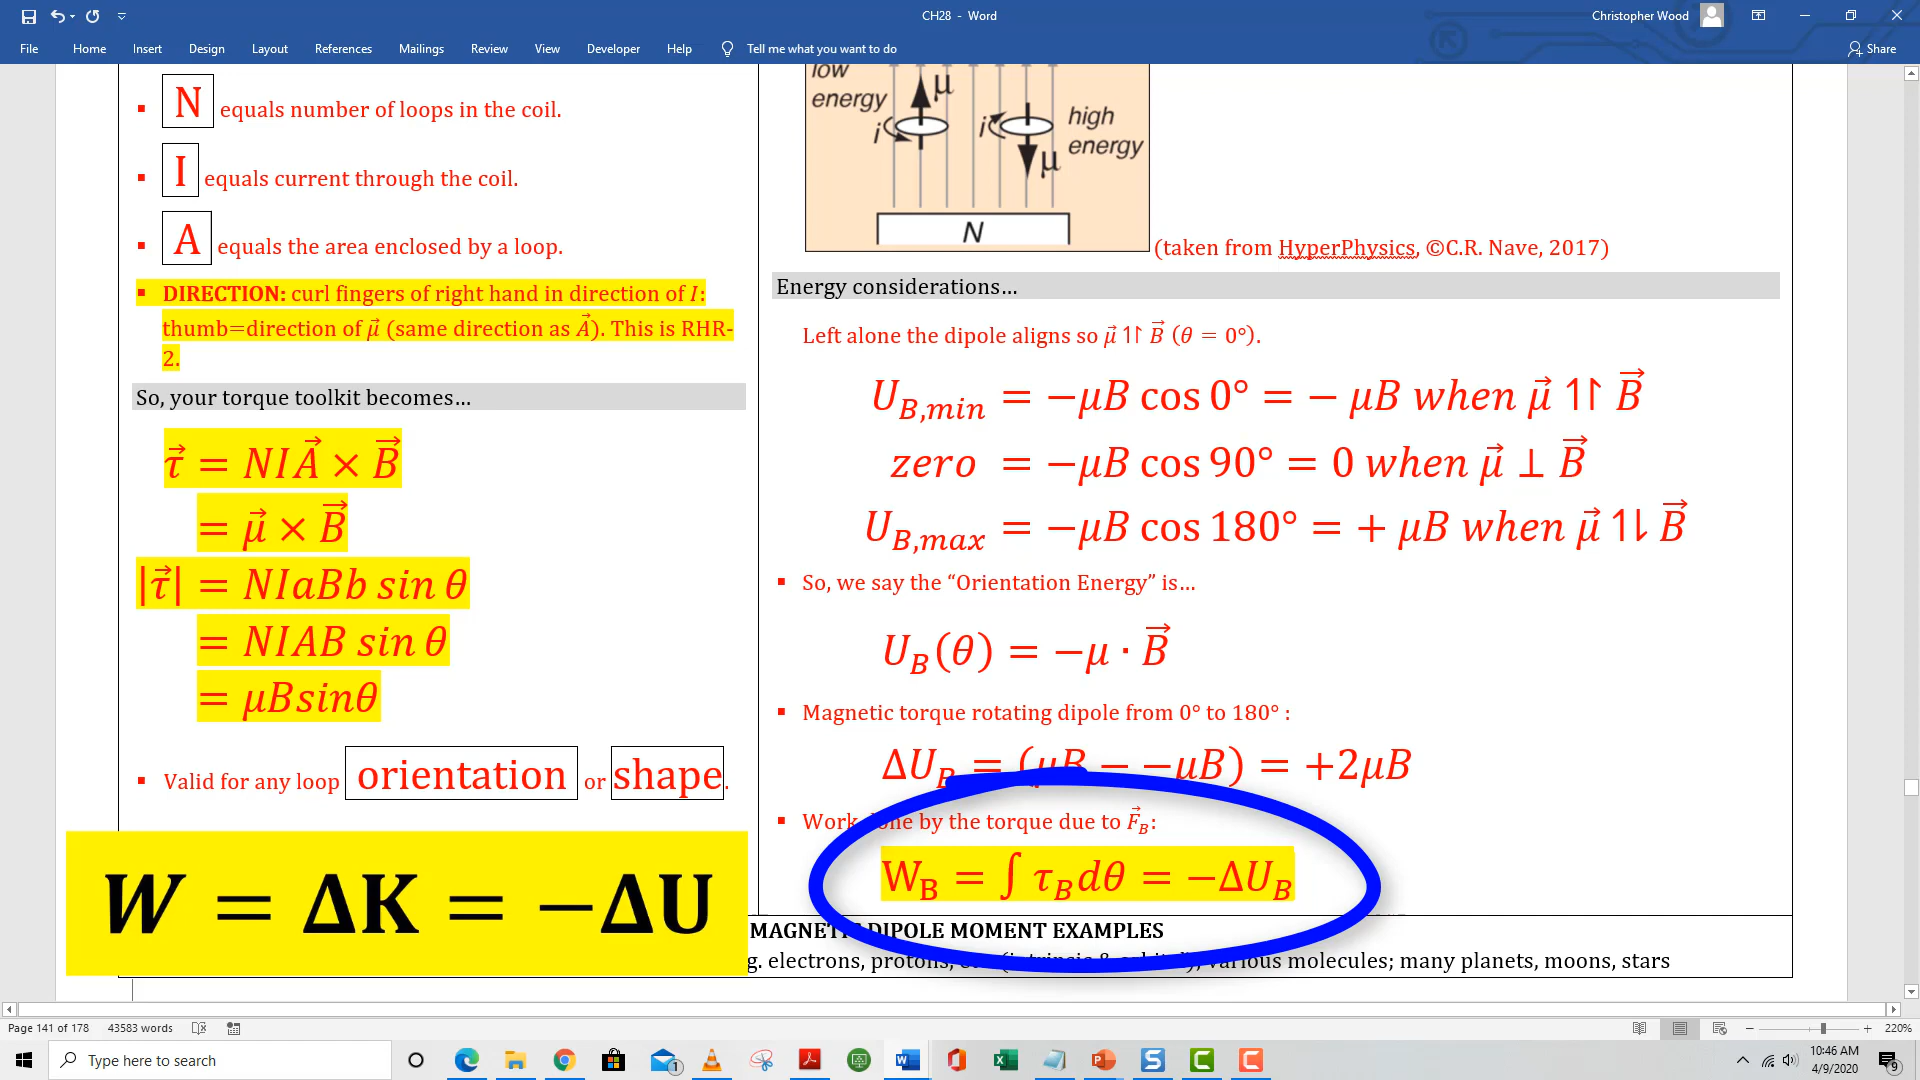 CH28 - Word
Christopher Wood
File Home Insert Design Layout References Mailings Review View Developer Help Tell me what you want to do
Share
▪ N equals number of loops in the coil.
▪ I equals current through the coil.
▪ A equals the area enclosed by a loop.
▪ DIRECTION: curl fingers of right hand in direction of I:
thumb=direction of μ⃗ (same direction as A⃗). This is RHR-
2.
So, your torque toolkit becomes…
τ⃗ = NIA⃗ × B⃗
= μ⃗ × B⃗
|τ⃗| = NIaBb sin θ
= NIAB sin θ
= μBsinθ
▪ Valid for any loop orientation or shape.
W = ΔK = −ΔU
low
energy
μ
i
i
high
energy
μ
N
(taken from HyperPhysics, ©C.R. Nave, 2017)
Energy considerations…
Left alone the dipole aligns so μ⃗ ↿↾ B⃗ (θ = 0°).
U_B,min = −μB cos 0° = − μB when μ⃗ ↿↾ B⃗
zero = −μB cos 90° = 0 when μ⃗ ⊥ B⃗
U_B,max = −μB cos 180° = + μB when μ⃗ ↿⇂ B⃗
▪ So, we say the “Orientation Energy” is…
U_B(θ) = −μ · B⃗
▪ Magnetic torque rotating dipole from 0° to 180° :
ΔU_B = (μB − −μB) = +2μB
▪ Work done by the torque due to F⃗_B:
W_B = ∫ τ_B dθ = −ΔU_B
MAGNETIC DIPOLE MOMENT EXAMPLES
g. electrons, protons, various molecules; many planets, moons, stars
Page 141 of 178 43583 words
220%
Type here to search
1
10:46 AM
4/9/2020
9